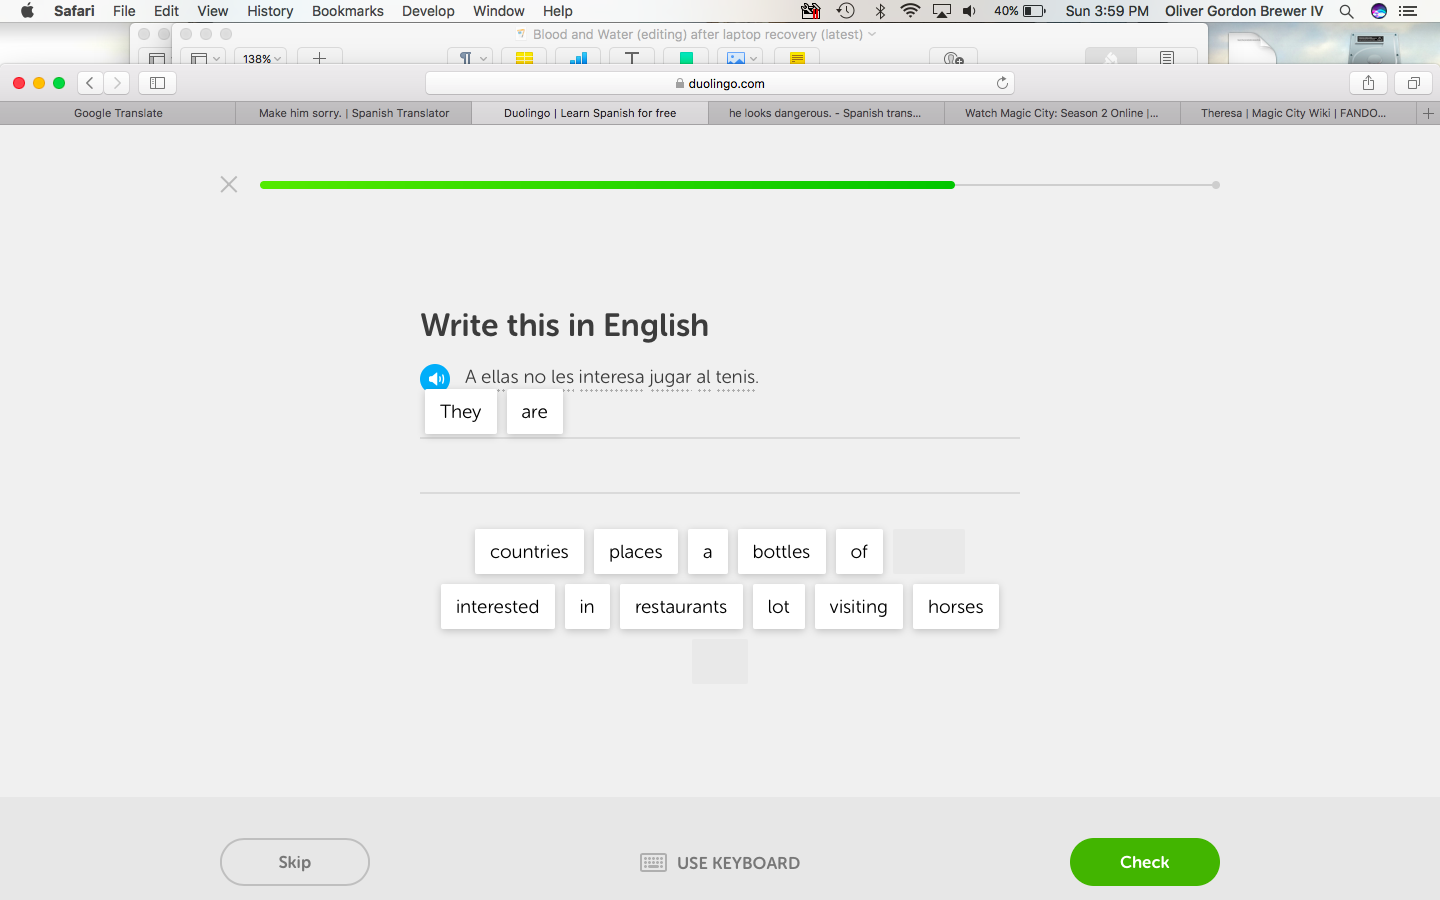 Safari File Edit View History Bookmarks Develop Window Help 40% Sun 3:59 PM Oliver Gordon Brewer IV
Blood and Water (editing) after laptop recovery (latest)
138%
duolingo.com
Google Translate Make him sorry. | Spanish Translator Duolingo | Learn Spanish for free he looks dangerous. - Spanish trans... Watch Magic City: Season 2 Online |... Theresa | Magic City Wiki | FANDO...
Write this in English
A ellas no les interesa jugar al tenis.
They are
countries places a bottles of
interested in restaurants lot visiting horses
Skip USE KEYBOARD Check